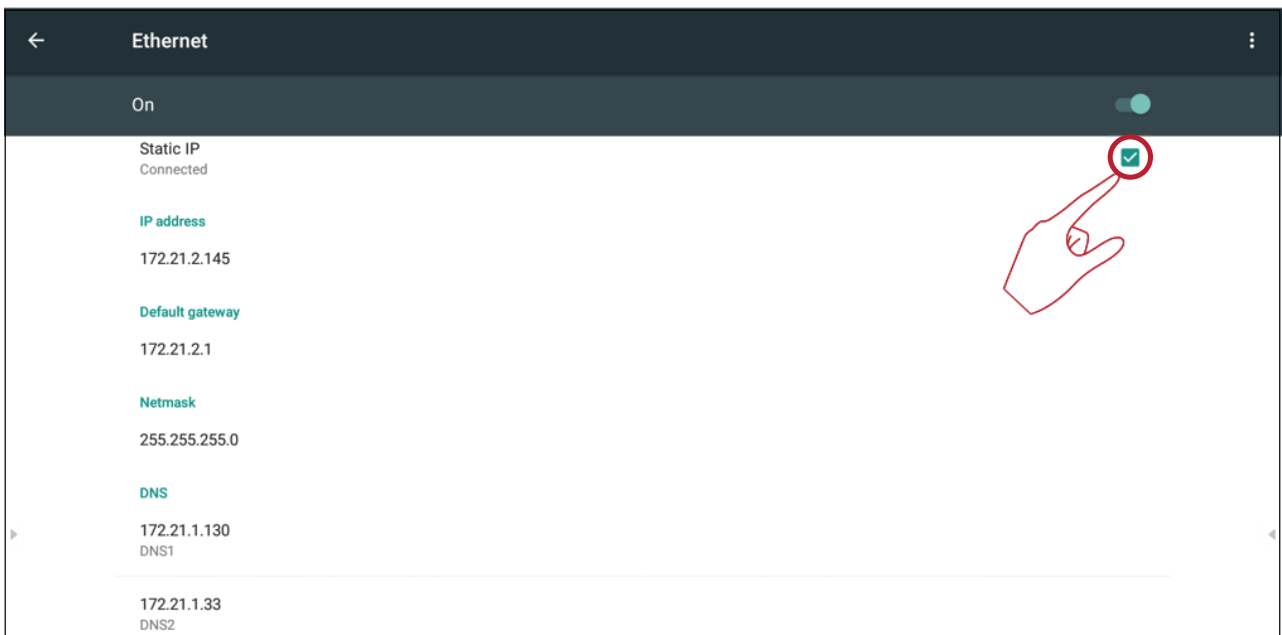 Ethernet
On
Static IP
Connected
IP address
172.21.2.145
Default gateway
172.21.2.1
Netmask
255.255.255.0
DNS
172.21.1.130
DNS1
172.21.1.33
DNS2